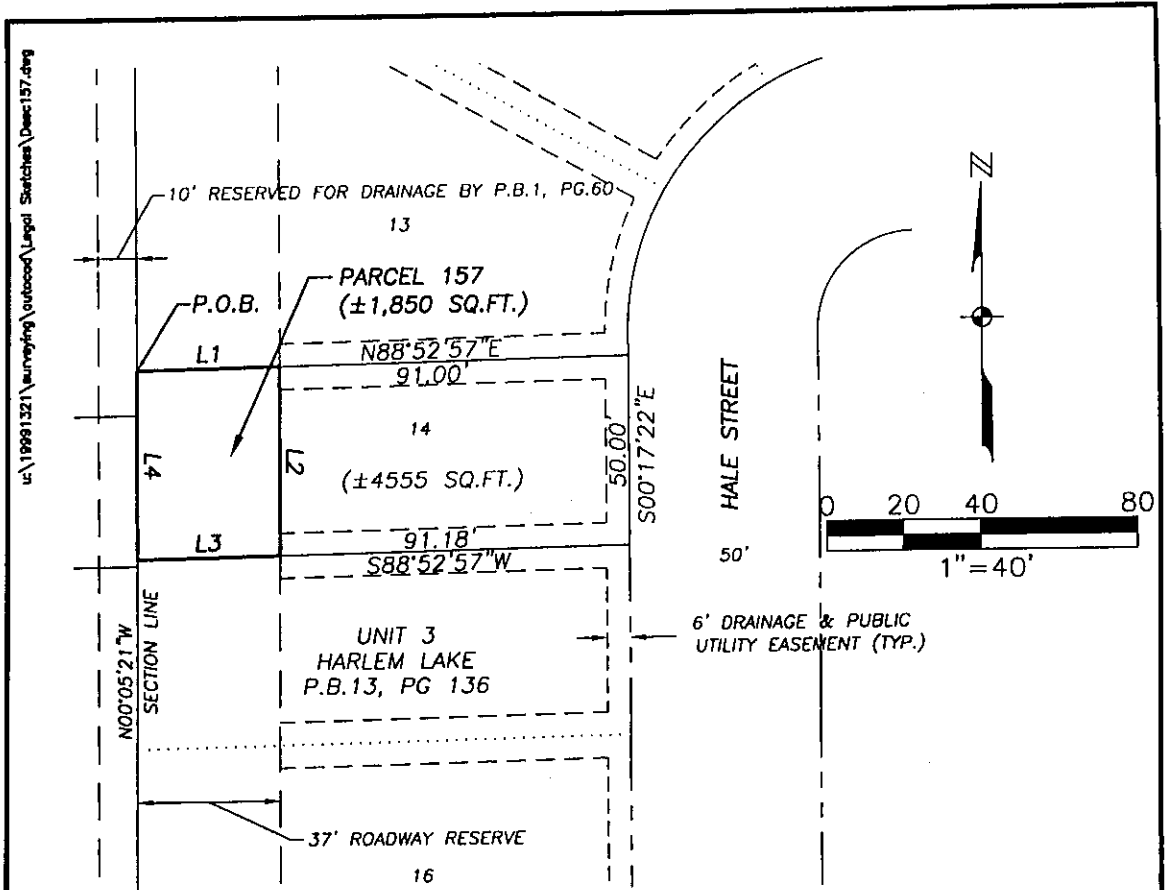 u:\19991321\surveying\autocad\Legal Sketches\Desc157.dwg
10' RESERVED FOR DRAINAGE BY P.B.1, PG.60
13
PARCEL 157
(±1,850 SQ.FT.)
P.O.B.
L1
N88°52'57"E
91.00'
L4
L2
14
(±4555 SQ.FT.)
50.00'
S00°17'22"E
HALE STREET
50'
L3
91.18'
S88°52'57"W
N
0 20 40 80
1"=40'
N00°05'21"W
SECTION LINE
UNIT 3
HARLEM LAKE
P.B.13, PG 136
6' DRAINAGE & PUBLIC
UTILITY EASEMENT (TYP.)
37' ROADWAY RESERVE
16